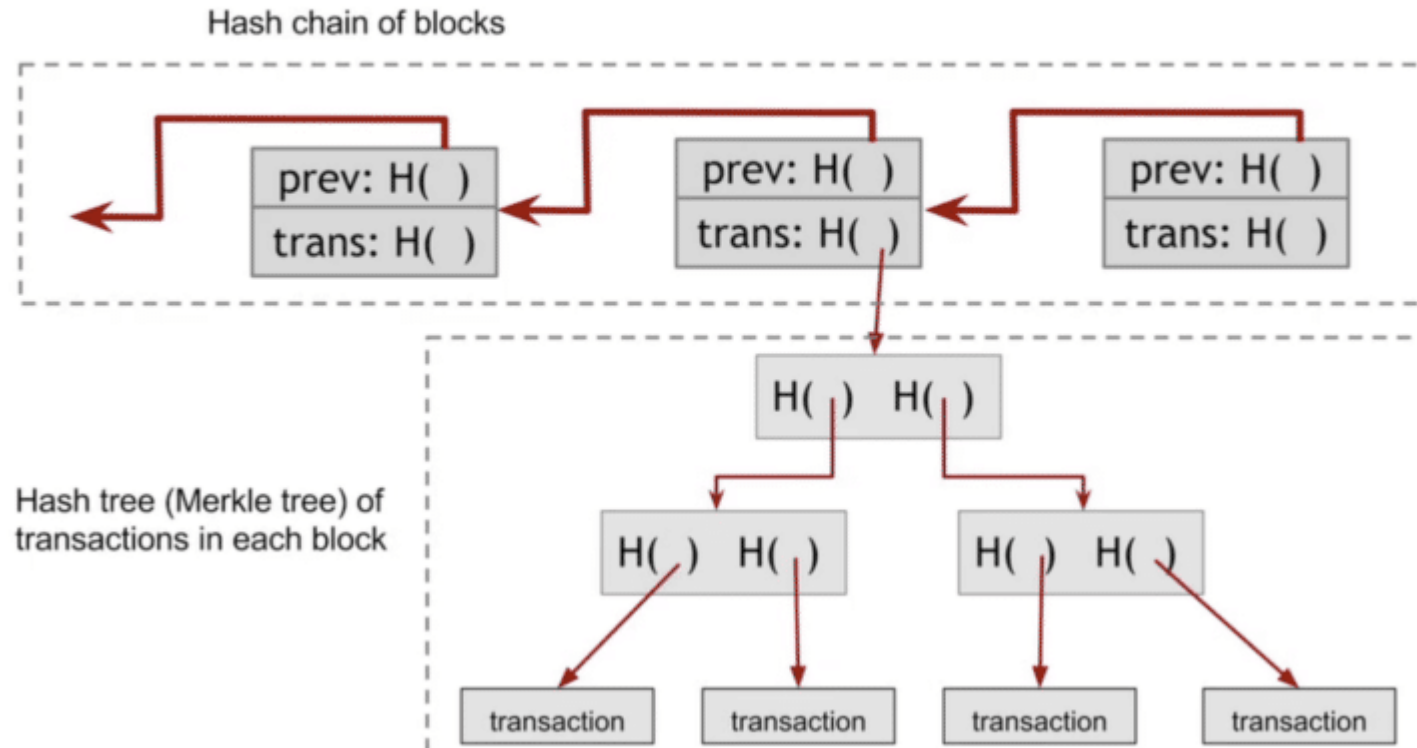 Hash chain of blocks
prev: H( ) prev: H( ) prev: H( )
trans: H( ) trans: H( ) trans: H( )
H( ) H( )
Hash tree (Merkle tree) of
transactions in each block
H( ) H( ) H( ) H( )
transaction transaction transaction transaction